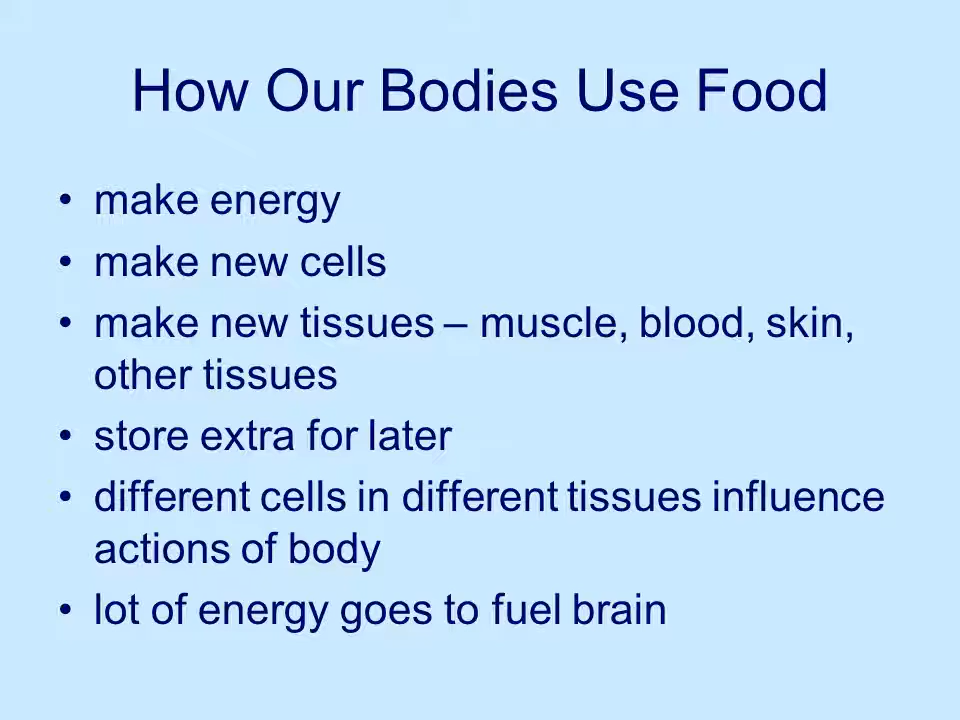 How Our Bodies Use Food
• make energy
• make new cells
• make new tissues – muscle, blood, skin,
other tissues
• store extra for later
• different cells in different tissues influence
actions of body
• lot of energy goes to fuel brain